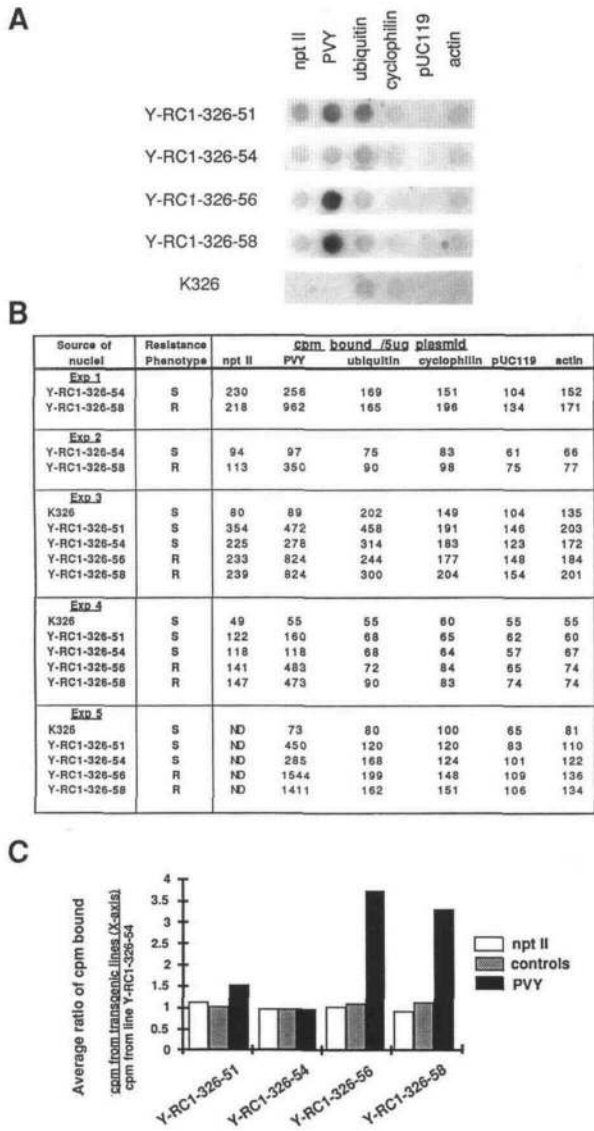 A
npt II PVY ubiquitin cyclophilin pUC119 actin
Y-RC1-326-51
Y-RC1-326-54
Y-RC1-326-56
Y-RC1-326-58
K326
B
Source of nuclei Resistance Phenotype cpm bound /5ug plasmid
npt II PVY ubiquitin cyclophilin pUC119 actin
Exp 1
Y-RC1-326-54 S 230 256 169 151 104 152
Y-RC1-326-58 R 218 962 165 196 134 171
Exp 2
Y-RC1-326-54 S 94 97 75 83 61 66
Y-RC1-326-58 R 113 350 90 98 75 77
Exp 3
K326 S 80 89 202 149 104 135
Y-RC1-326-51 S 354 472 458 191 146 203
Y-RC1-326-54 S 225 278 314 183 123 172
Y-RC1-326-56 R 233 824 244 177 148 184
Y-RC1-326-58 R 239 824 300 204 154 201
Exp 4
K326 S 49 55 55 60 55 55
Y-RC1-326-51 S 122 160 68 65 62 60
Y-RC1-326-54 S 118 118 68 64 57 67
Y-RC1-326-56 R 141 483 72 84 65 74
Y-RC1-326-58 R 147 473 90 83 74 74
Exp 5
K326 S ND 73 80 100 65 81
Y-RC1-326-51 S ND 450 120 120 83 110
Y-RC1-326-54 S ND 285 168 124 101 122
Y-RC1-326-56 R ND 1544 199 148 109 136
Y-RC1-326-58 R ND 1411 162 151 106 134
C
Average ratio of cpm bound
cpm from transgenic lines (X-axis)
cpm from line Y-RC1-326-54
4
3.5
3
2.5
2
1.5
1
0.5
0
npt II
controls
PVY
Y-RC1-326-51
Y-RC1-326-54
Y-RC1-326-56
Y-RC1-326-58